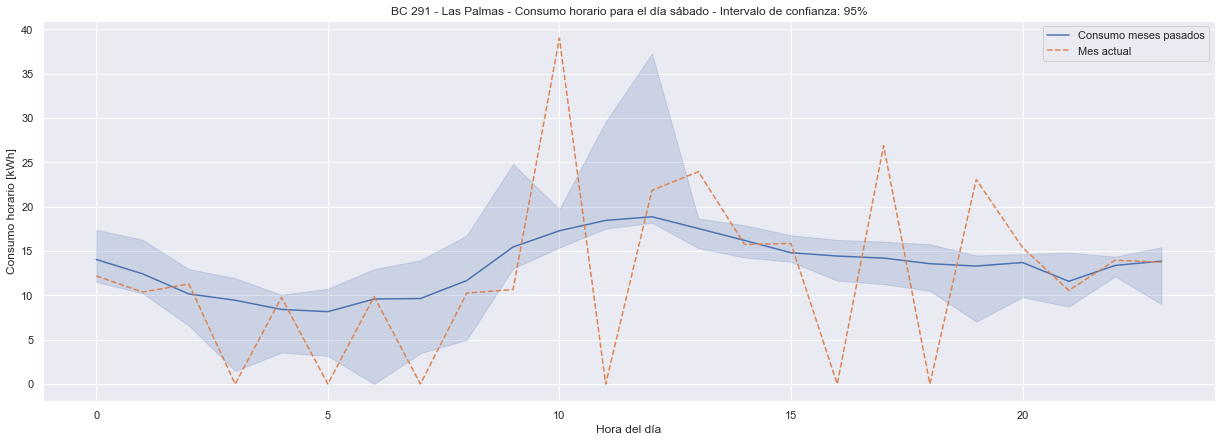 BC 291 - Las Palmas - Consumo horario para el día sábado - Intervalo de confianza: 95%
Consumo meses pasados
Mes actual
Consumo horario [kWh]
40
35
30
25
20
15
10
5
0
0
5
10
15
20
Hora del día